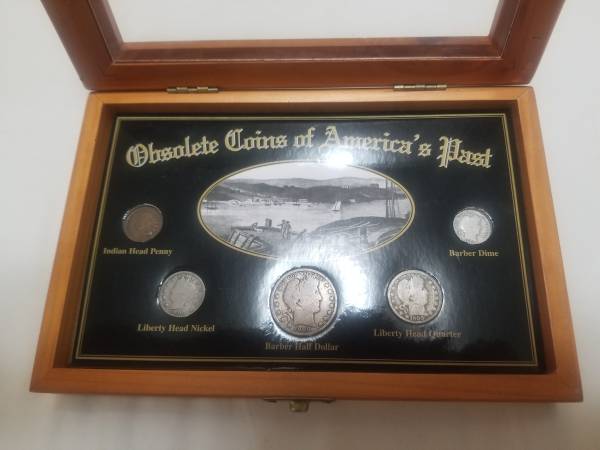 Obsolete Coins of America's Past
Indian Head Penny
Barber Dime
Liberty Head Nickel
Liberty Head Quarter
Barber Half Dollar